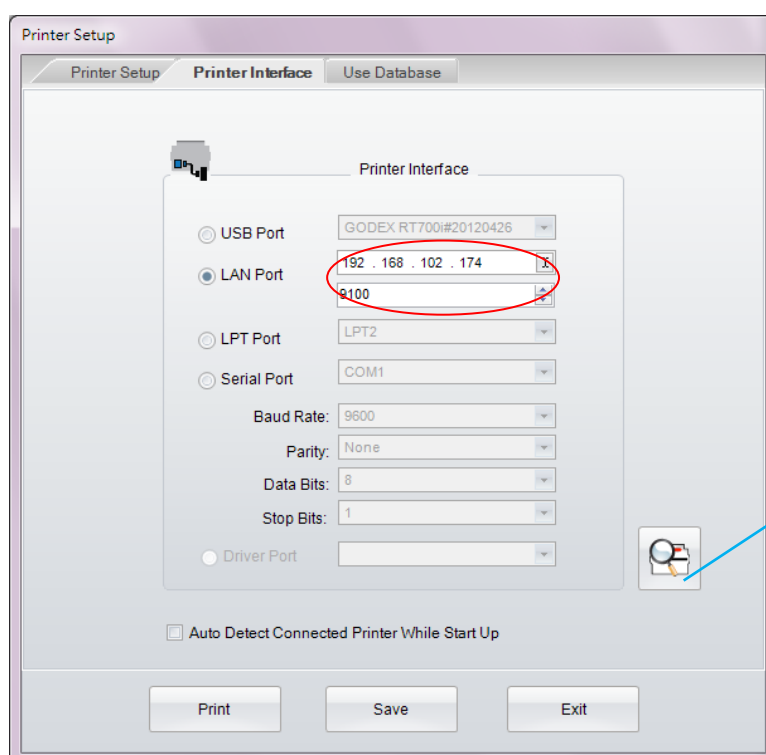 Printer Setup
Printer Setup Printer Interface Use Database
Printer Interface
USB Port GODEX RT700i#20120426
LAN Port 192 . 168 . 102 . 174
9100
LPT Port LPT2
Serial Port COM1
Baud Rate: 9600
Parity: None
Data Bits: 8
Stop Bits: 1
Driver Port
Auto Detect Connected Printer While Start Up
Print Save Exit